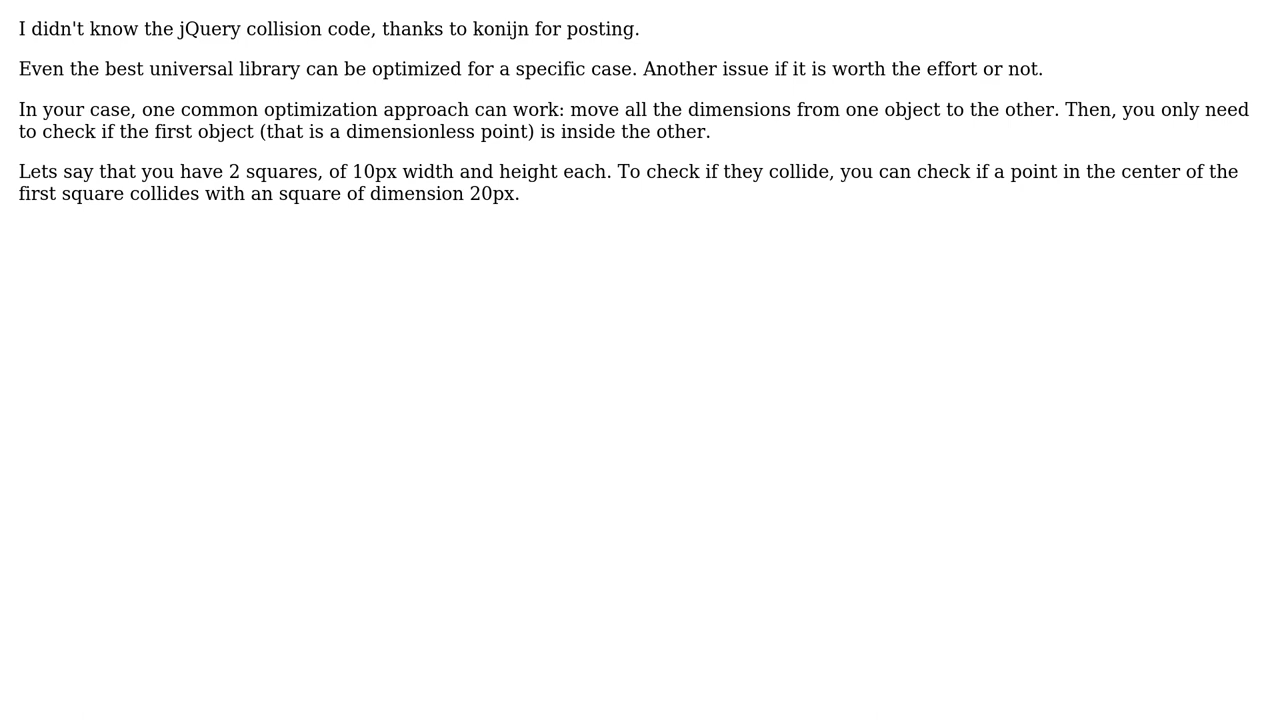 I didn't know the jQuery collision code, thanks to konijn for posting.
Even the best universal library can be optimized for a specific case. Another issue if it is worth the effort or not.
In your case, one common optimization approach can work: move all the dimensions from one object to the other. Then, you only need
to check if the first object (that is a dimensionless point) is inside the other.
Lets say that you have 2 squares, of 10px width and height each. To check if they collide, you can check if a point in the center of the
first square collides with an square of dimension 20px.